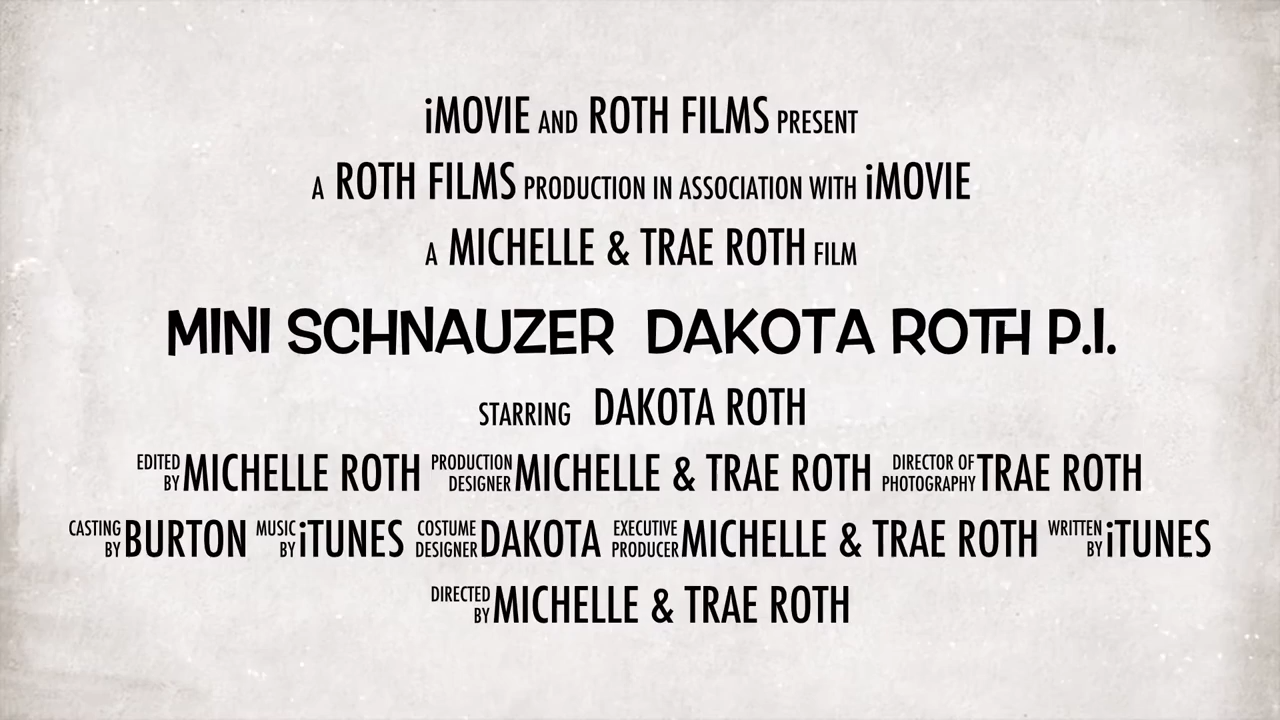 iMOVIE AND ROTH FILMS PRESENT
A ROTH FILMS PRODUCTION IN ASSOCIATION WITH iMOVIE
A MICHELLE & TRAE ROTH FILM
MINI SCHNAUZER DAKOTA ROTH P.I.
STARRING DAKOTA ROTH
EDITED BY MICHELLE ROTH PRODUCTION DESIGNER MICHELLE & TRAE ROTH DIRECTOR OF PHOTOGRAPHY TRAE ROTH
CASTING BY BURTON MUSIC BY iTUNES COSTUME DESIGNER DAKOTA EXECUTIVE PRODUCER MICHELLE & TRAE ROTH WRITTEN BY iTUNES
DIRECTED BY MICHELLE & TRAE ROTH